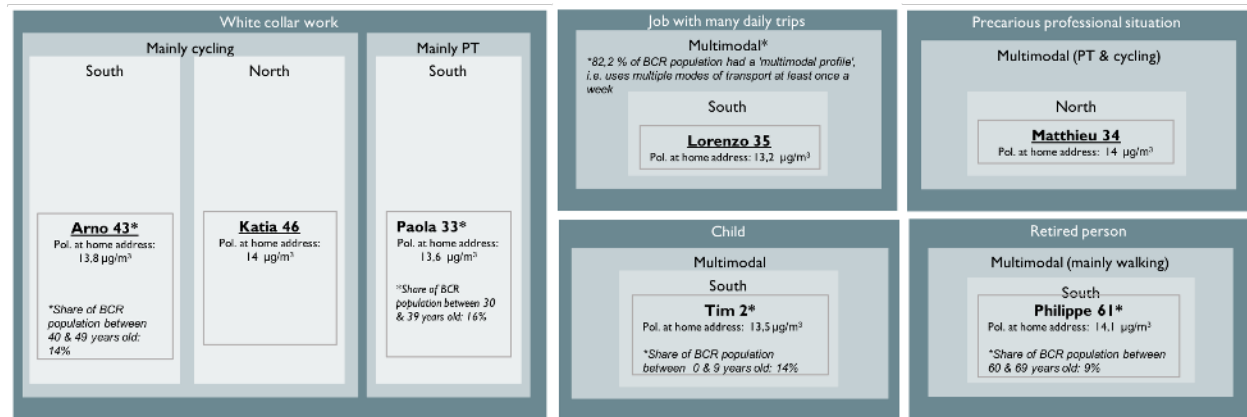 White collar work
Mainly cycling
South
Arno 43*
Pol. at home address:
13,8 µg/m³
*Share of BCR
population between
40 & 49 years old:
14%
North
Katia 46
Pol. at home address:
14 µg/m³
Mainly PT
South
Paola 33*
Pol. at home address:
13,6 µg/m³
*Share of BCR
population between 30
& 39 years old: 16%
Job with many daily trips
Multimodal*
*82,2 % of BCR population had a 'multimodal profile',
i.e. uses multiple modes of transport at least once a
week
South
Lorenzo 35
Pol. at home address: 13,2 µg/m³
Precarious professional situation
Multimodal (PT & cycling)
North
Matthieu 34
Pol. at home address: 14 µg/m³
Child
Multimodal
South
Tim 2*
Pol. at home address: 13,5 µg/m³
*Share of BCR population
between 0 & 9 years old: 14%
Retired person
Multimodal (mainly walking)
South
Philippe 61*
Pol. at home address: 14,1 µg/m³
*Share of BCR population between
60 & 69 years old: 9%